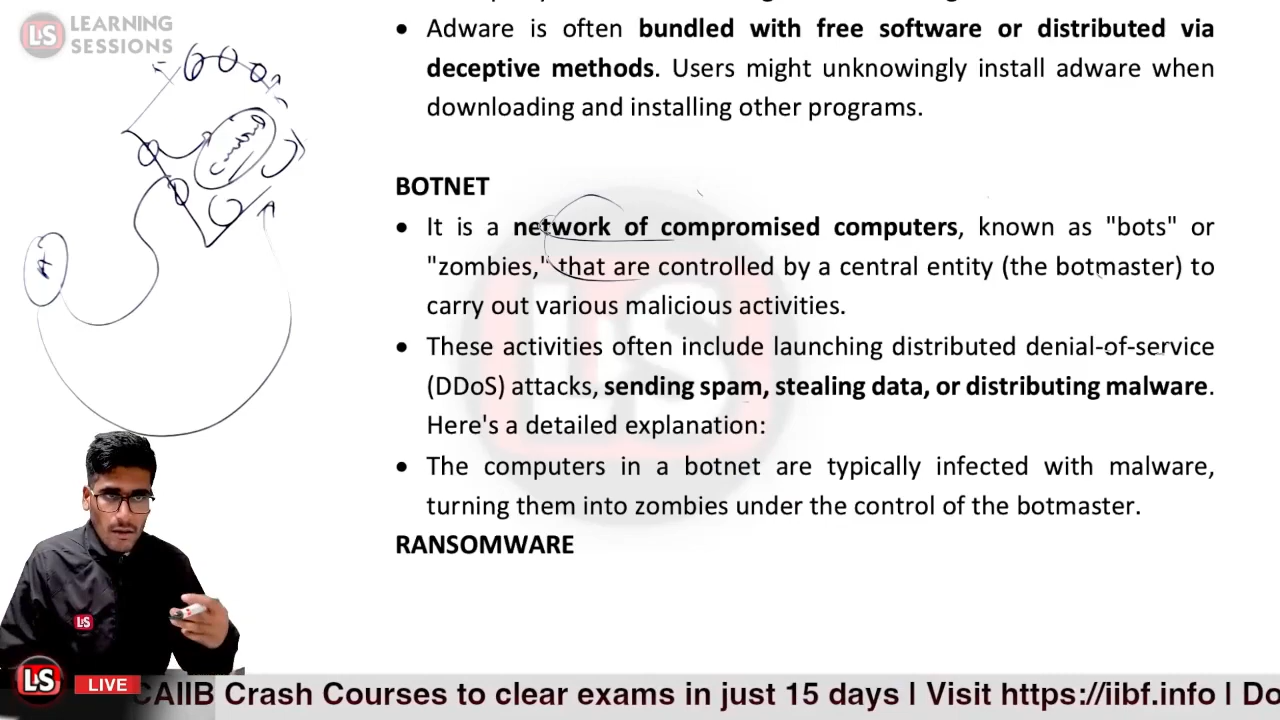 LS LEARNING
SESSIONS
• Adware is often bundled with free software or distributed via
deceptive methods. Users might unknowingly install adware when
downloading and installing other programs.
BOTNET
• It is a network of compromised computers, known as "bots" or
"zombies," that are controlled by a central entity (the botmaster) to
carry out various malicious activities.
• These activities often include launching distributed denial-of-service
(DDoS) attacks, sending spam, stealing data, or distributing malware.
Here's a detailed explanation:
• The computers in a botnet are typically infected with malware,
turning them into zombies under the control of the botmaster.
RANSOMWARE
LS
LS
LS LIVE CAIIB Crash Courses to clear exams in just 15 days | Visit https://iibf.info | Do